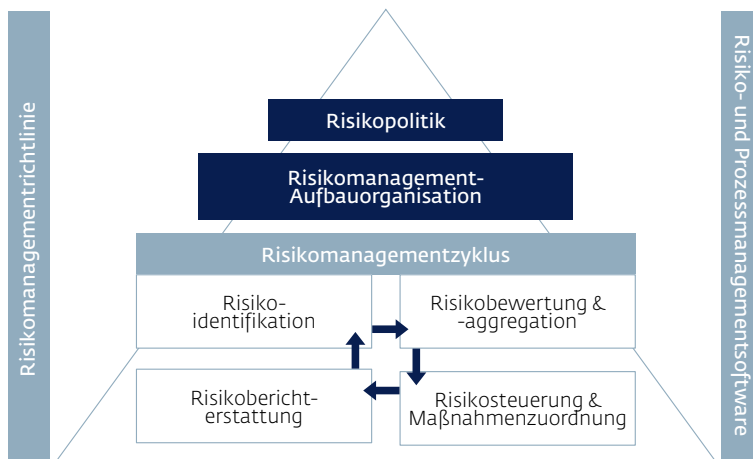 Risikomanagementrichtlinie
Risikopolitik
Risikomanagement-
Aufbauorganisation
Risikomanagementzyklus
Risiko-
identifikation
Risikobewertung &
-aggregation
Risikobericht-
erstattung
Risikosteuerung &
Maßnahmenzuordnung
Risiko- und Prozessmanagementsoftware